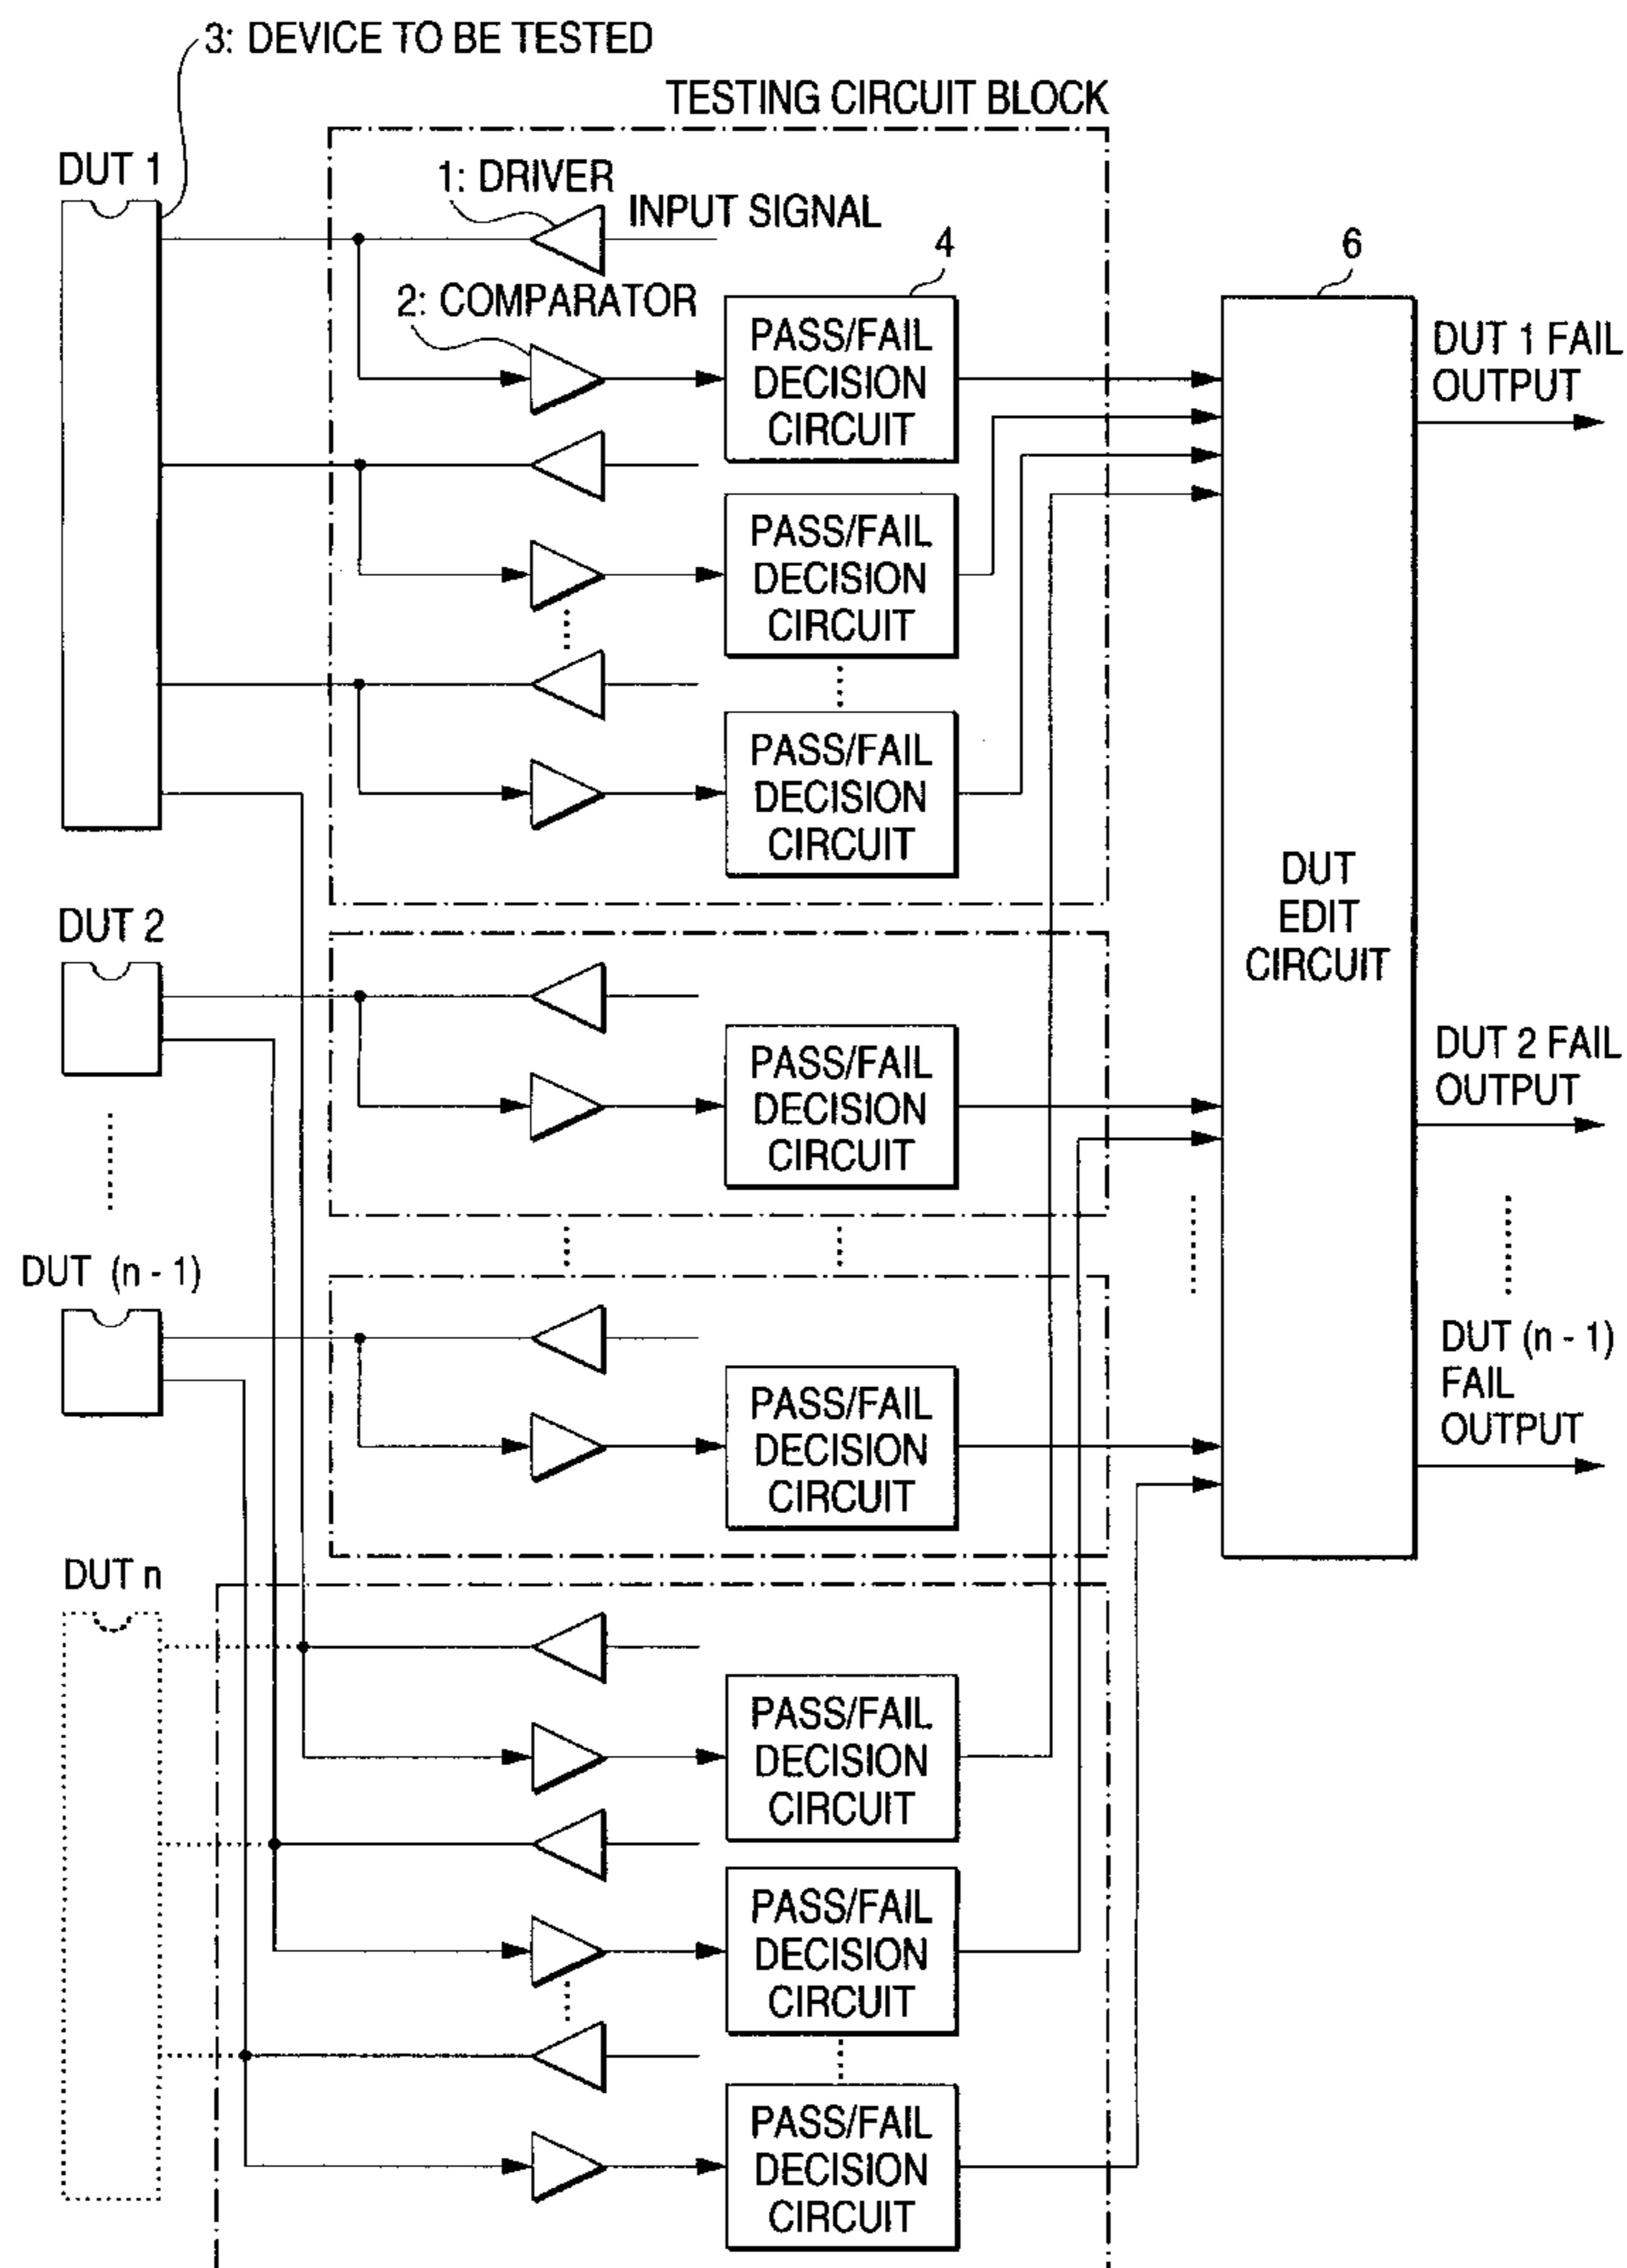 3: DEVICE TO BE TESTED
TESTING CIRCUIT BLOCK
DUT 1
1: DRIVER
INPUT SIGNAL
4
6
2: COMPARATOR
PASS/FAIL
DECISION
CIRCUIT
DUT 1 FAIL
OUTPUT
PASS/FAIL
DECISION
CIRCUIT
PASS/FAIL
DECISION
CIRCUIT
DUT
EDIT
CIRCUIT
DUT 2
PASS/FAIL
DECISION
CIRCUIT
DUT 2 FAIL
OUTPUT
DUT (n - 1)
PASS/FAIL
DECISION
CIRCUIT
DUT (n - 1)
FAIL
OUTPUT
DUT n
PASS/FAIL
DECISION
CIRCUIT
PASS/FAIL
DECISION
CIRCUIT
PASS/FAIL
DECISION
CIRCUIT